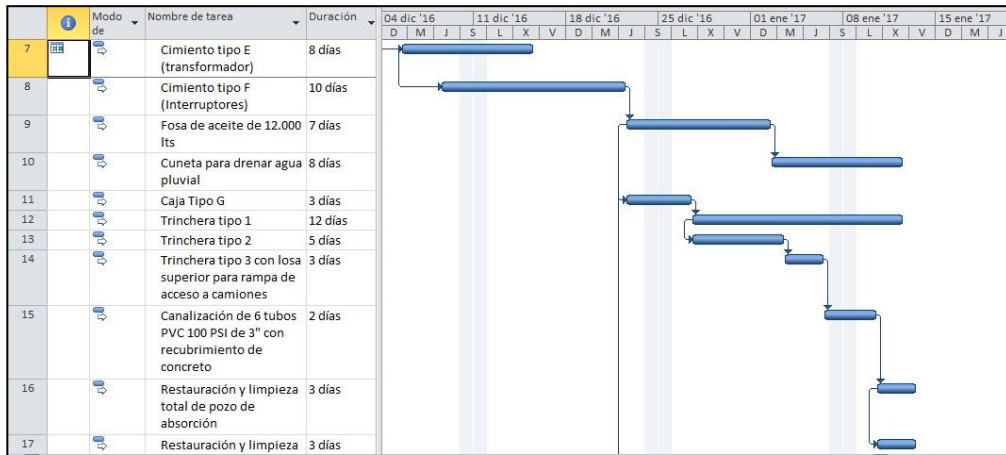 Modo de Nombre de tarea Duración 04 dic '16 11 dic '16 18 dic '16 25 dic '16 01 ene '17 08 ene '17 15 ene '17
D M J S L X V D M J S L X V D M J S L X V D M J
7 Cimiento tipo E 8 días
(transformador)
8 Cimiento tipo F 10 días
(Interruptores)
9 Fosa de aceite de 12.000 7 días
lts
10 Cuneta para drenar agua 8 días
pluvial
11 Caja Tipo G 3 días
12 Trinchera tipo 1 12 días
13 Trinchera tipo 2 5 días
14 Trinchera tipo 3 con losa 3 días
superior para rampa de
acceso a camiones
15 Canalización de 6 tubos 2 días
PVC 100 PSI de 3" con
recubrimiento de
concreto
16 Restauración y limpieza 3 días
total de pozo de
absorción
17 Restauración y limpieza 3 días